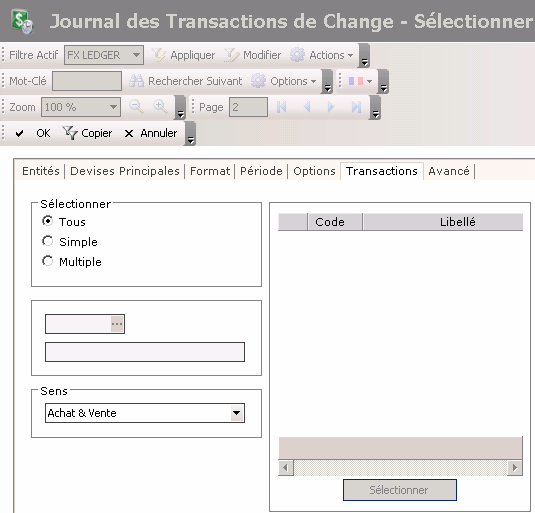 Journal des Transactions de Change - Sélectionner
Filtre Actif FX LEDGER Appliquer Modifier Actions
Mot-Clé Rechercher Suivant Options
Zoom 100 % Page 2
OK Copier Annuler
Entités Devises Principales Format Période Options Transactions Avancé
Sélectionner
Tous
Simple
Multiple
Code Libellé
...
Sens
Achat & Vente
Sélectionner